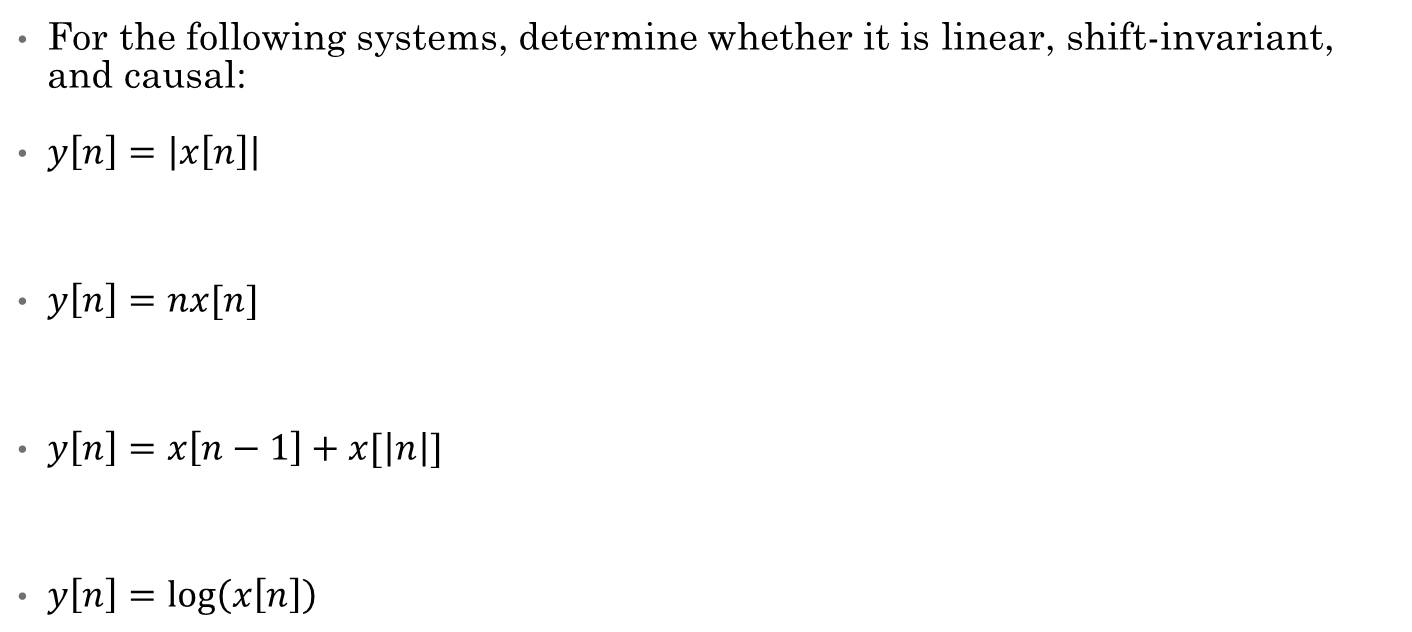 • For the following systems, determine whether it is linear, shift-invariant,
and causal:
• 𝑦[𝑛] = |𝑥[𝑛]|
• 𝑦[𝑛] = 𝑛𝑥[𝑛]
• 𝑦[𝑛] = 𝑥[𝑛 − 1] + 𝑥[|𝑛|]
• 𝑦[𝑛] = log(𝑥[𝑛])